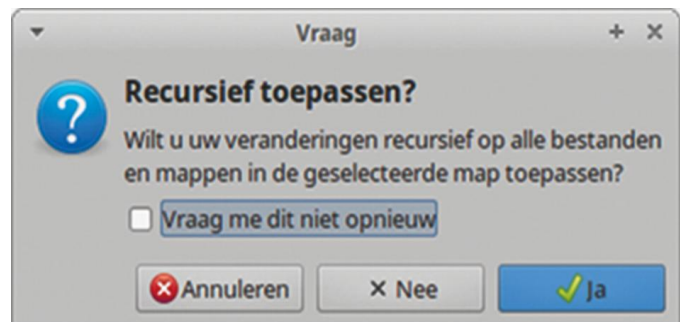 Vraag
Recursief toepassen?
Wilt u uw veranderingen recursief op alle bestanden
en mappen in de geselecteerde map toepassen?
Vraag me dit niet opnieuw
Annuleren Nee Ja